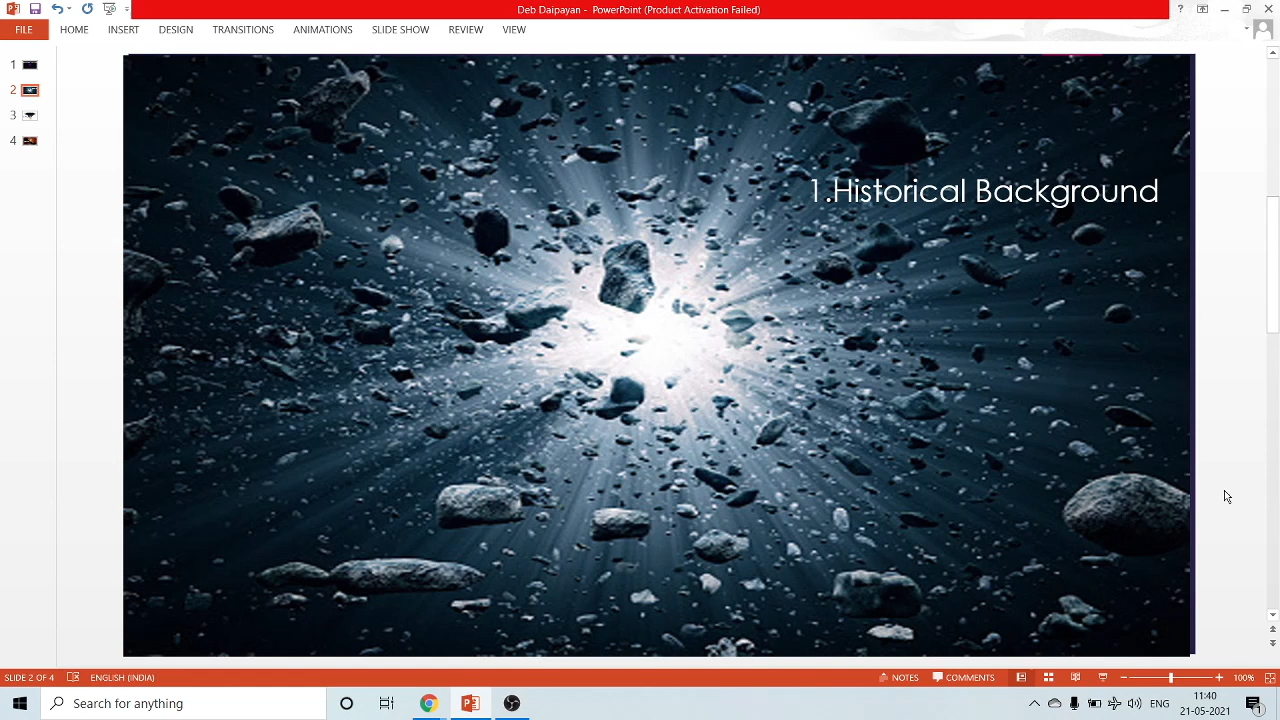 Deb Daipayan - PowerPoint (Product Activation Failed)
FILE HOME INSERT DESIGN TRANSITIONS ANIMATIONS SLIDE SHOW REVIEW VIEW
1
2
3
4
1.Historical Background
SLIDE 2 OF 4 ENGLISH (INDIA) NOTES COMMENTS 100%
Search for anything
ENG
11:40
21-05-2021
1